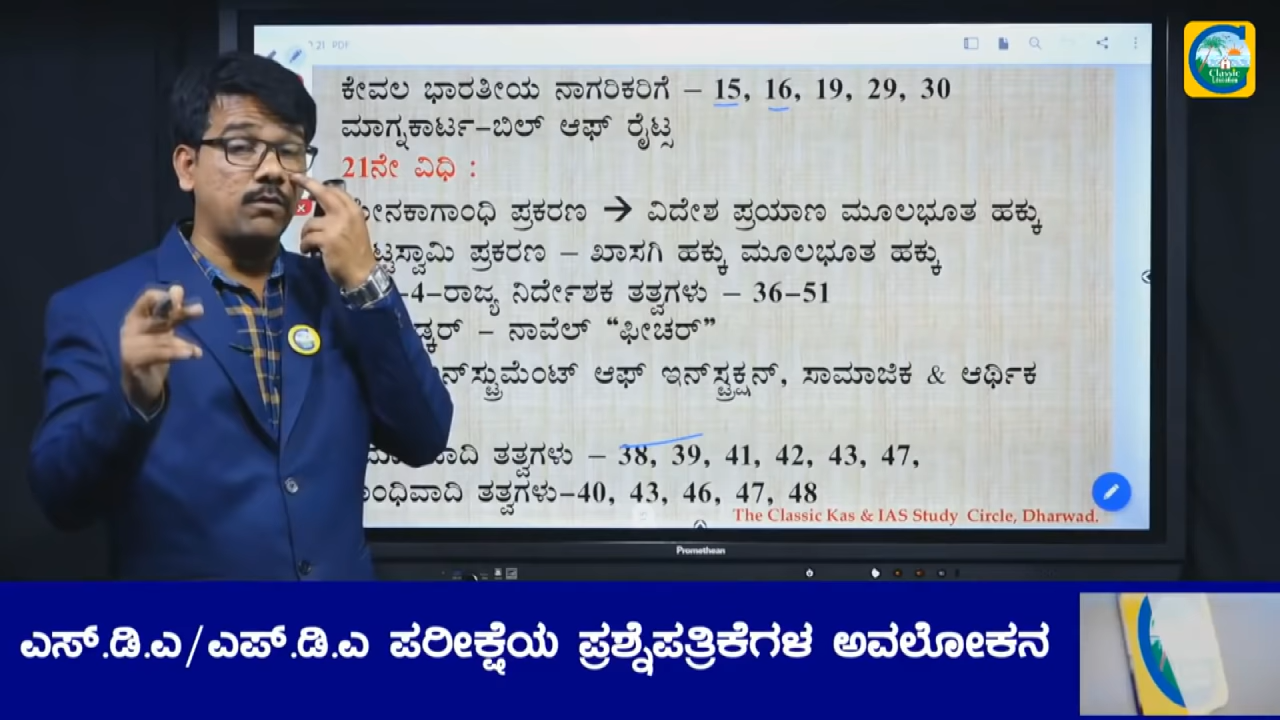 PDF
ಕೇವಲ ಭಾರತೀಯ ನಾಗರಿಕರಿಗೆ – 15, 16, 19, 29, 30
ಮಾಗ್ನಕಾರ್ಟ–ಬಿಲ್ ಆಫ್ ರೈಟ್ಸ
21ನೇ ವಿಧಿ :
ಪ್ರಕರಣ → ವಿದೇಶ ಪ್ರಯಾಣ ಮೂಲಭೂತ ಹಕ್ಕು
ಪ್ರಕರಣ – ಖಾಸಗಿ ಹಕ್ಕು ಮೂಲಭೂತ ಹಕ್ಕು
-4–ರಾಜ್ಯ ನಿರ್ದೇಶಕ ತತ್ವಗಳು – 36–51
– ನಾವೆಲ್ “ಫೀಚರ್”
ಆಫ್ ಇನ್‌ಸ್ಟ್ರಕ್ಷನ್, ಸಾಮಾಜಿಕ & ಆರ್ಥಿಕ
ತತ್ವಗಳು – 38, 39, 41, 42, 43, 47,
ತತ್ವಗಳು–40, 43, 46, 47, 48
The Classic Kas & IAS Study Circle, Dharwad.
Promethean
Classic
ಎಸ್.ಡಿ.ಎ/ಎಫ್.ಡಿ.ಎ ಪರೀಕ್ಷೆಯ ಪ್ರಶ್ನೆಪತ್ರಿಕೆಗಳ ಅವಲೋಕನ